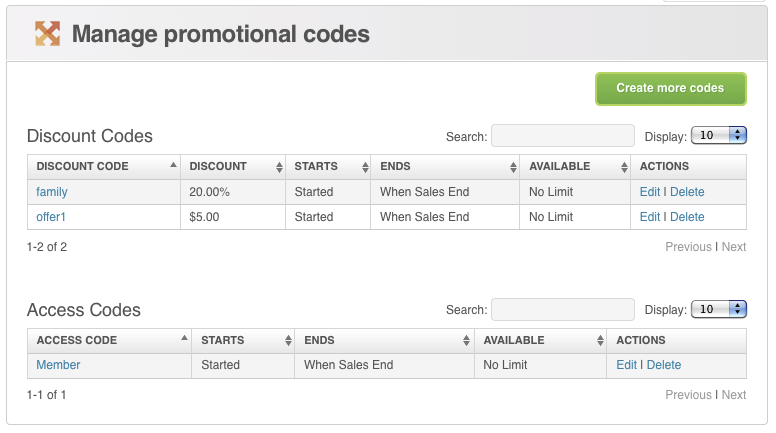 Manage promotional codes
Create more codes
Discount Codes Search: Display: 10
DISCOUNT CODE DISCOUNT STARTS ENDS AVAILABLE ACTIONS
family 20.00% Started When Sales End No Limit Edit | Delete
offer1 $5.00 Started When Sales End No Limit Edit | Delete
1-2 of 2 Previous | Next
Access Codes Search: Display: 10
ACCESS CODE STARTS ENDS AVAILABLE ACTIONS
Member Started When Sales End No Limit Edit | Delete
1-1 of 1 Previous | Next